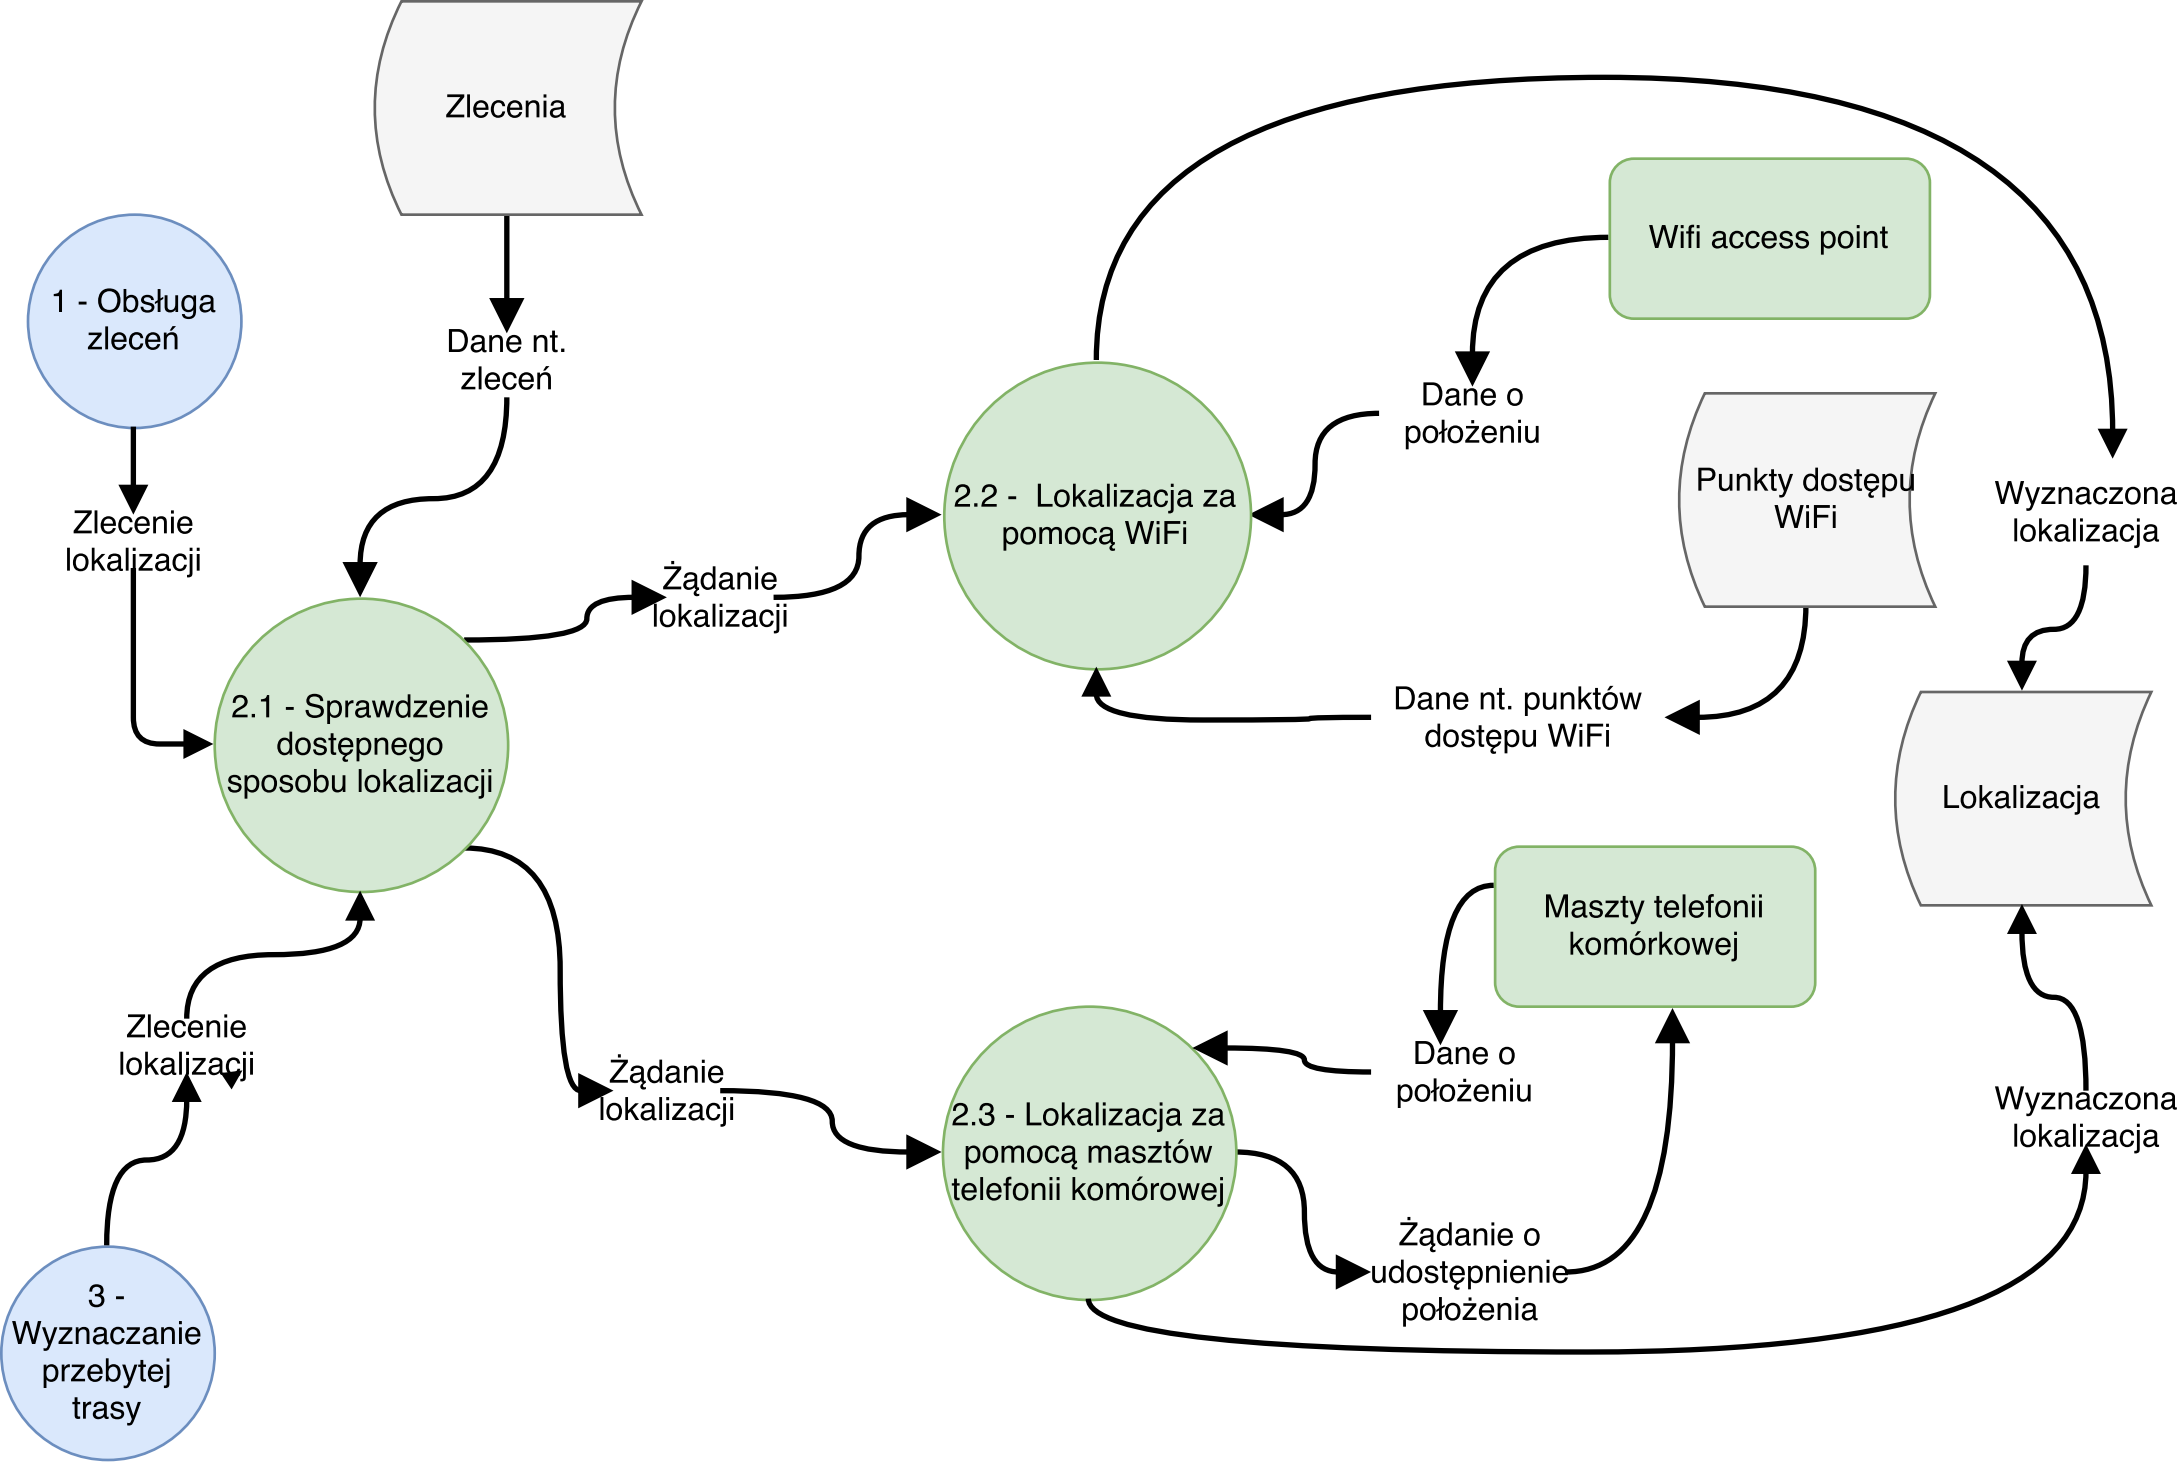 Zlecenia
1 - Obsługa
zleceń
Dane nt.
zleceń
Zlecenie
lokalizacji
Żądanie
lokalizacji
2.1 - Sprawdzenie
dostępnego
sposobu lokalizacji
Zlecenie
lokalizacji
3 -
Wyznaczanie
przebytej
trasy
Żądanie
lokalizacji
2.2 -  Lokalizacja za
pomocą WiFi
Wifi access point
Dane o
położeniu
Punkty dostępu
WiFi
Dane nt. punktów
dostępu WiFi
Wyznaczona
lokalizacja
Lokalizacja
Maszty telefonii
komórkowej
Dane o
położeniu
2.3 - Lokalizacja za
pomocą masztów
telefonii komórowej
Żądanie o
udostępnienie
położenia
Wyznaczona
lokalizacja